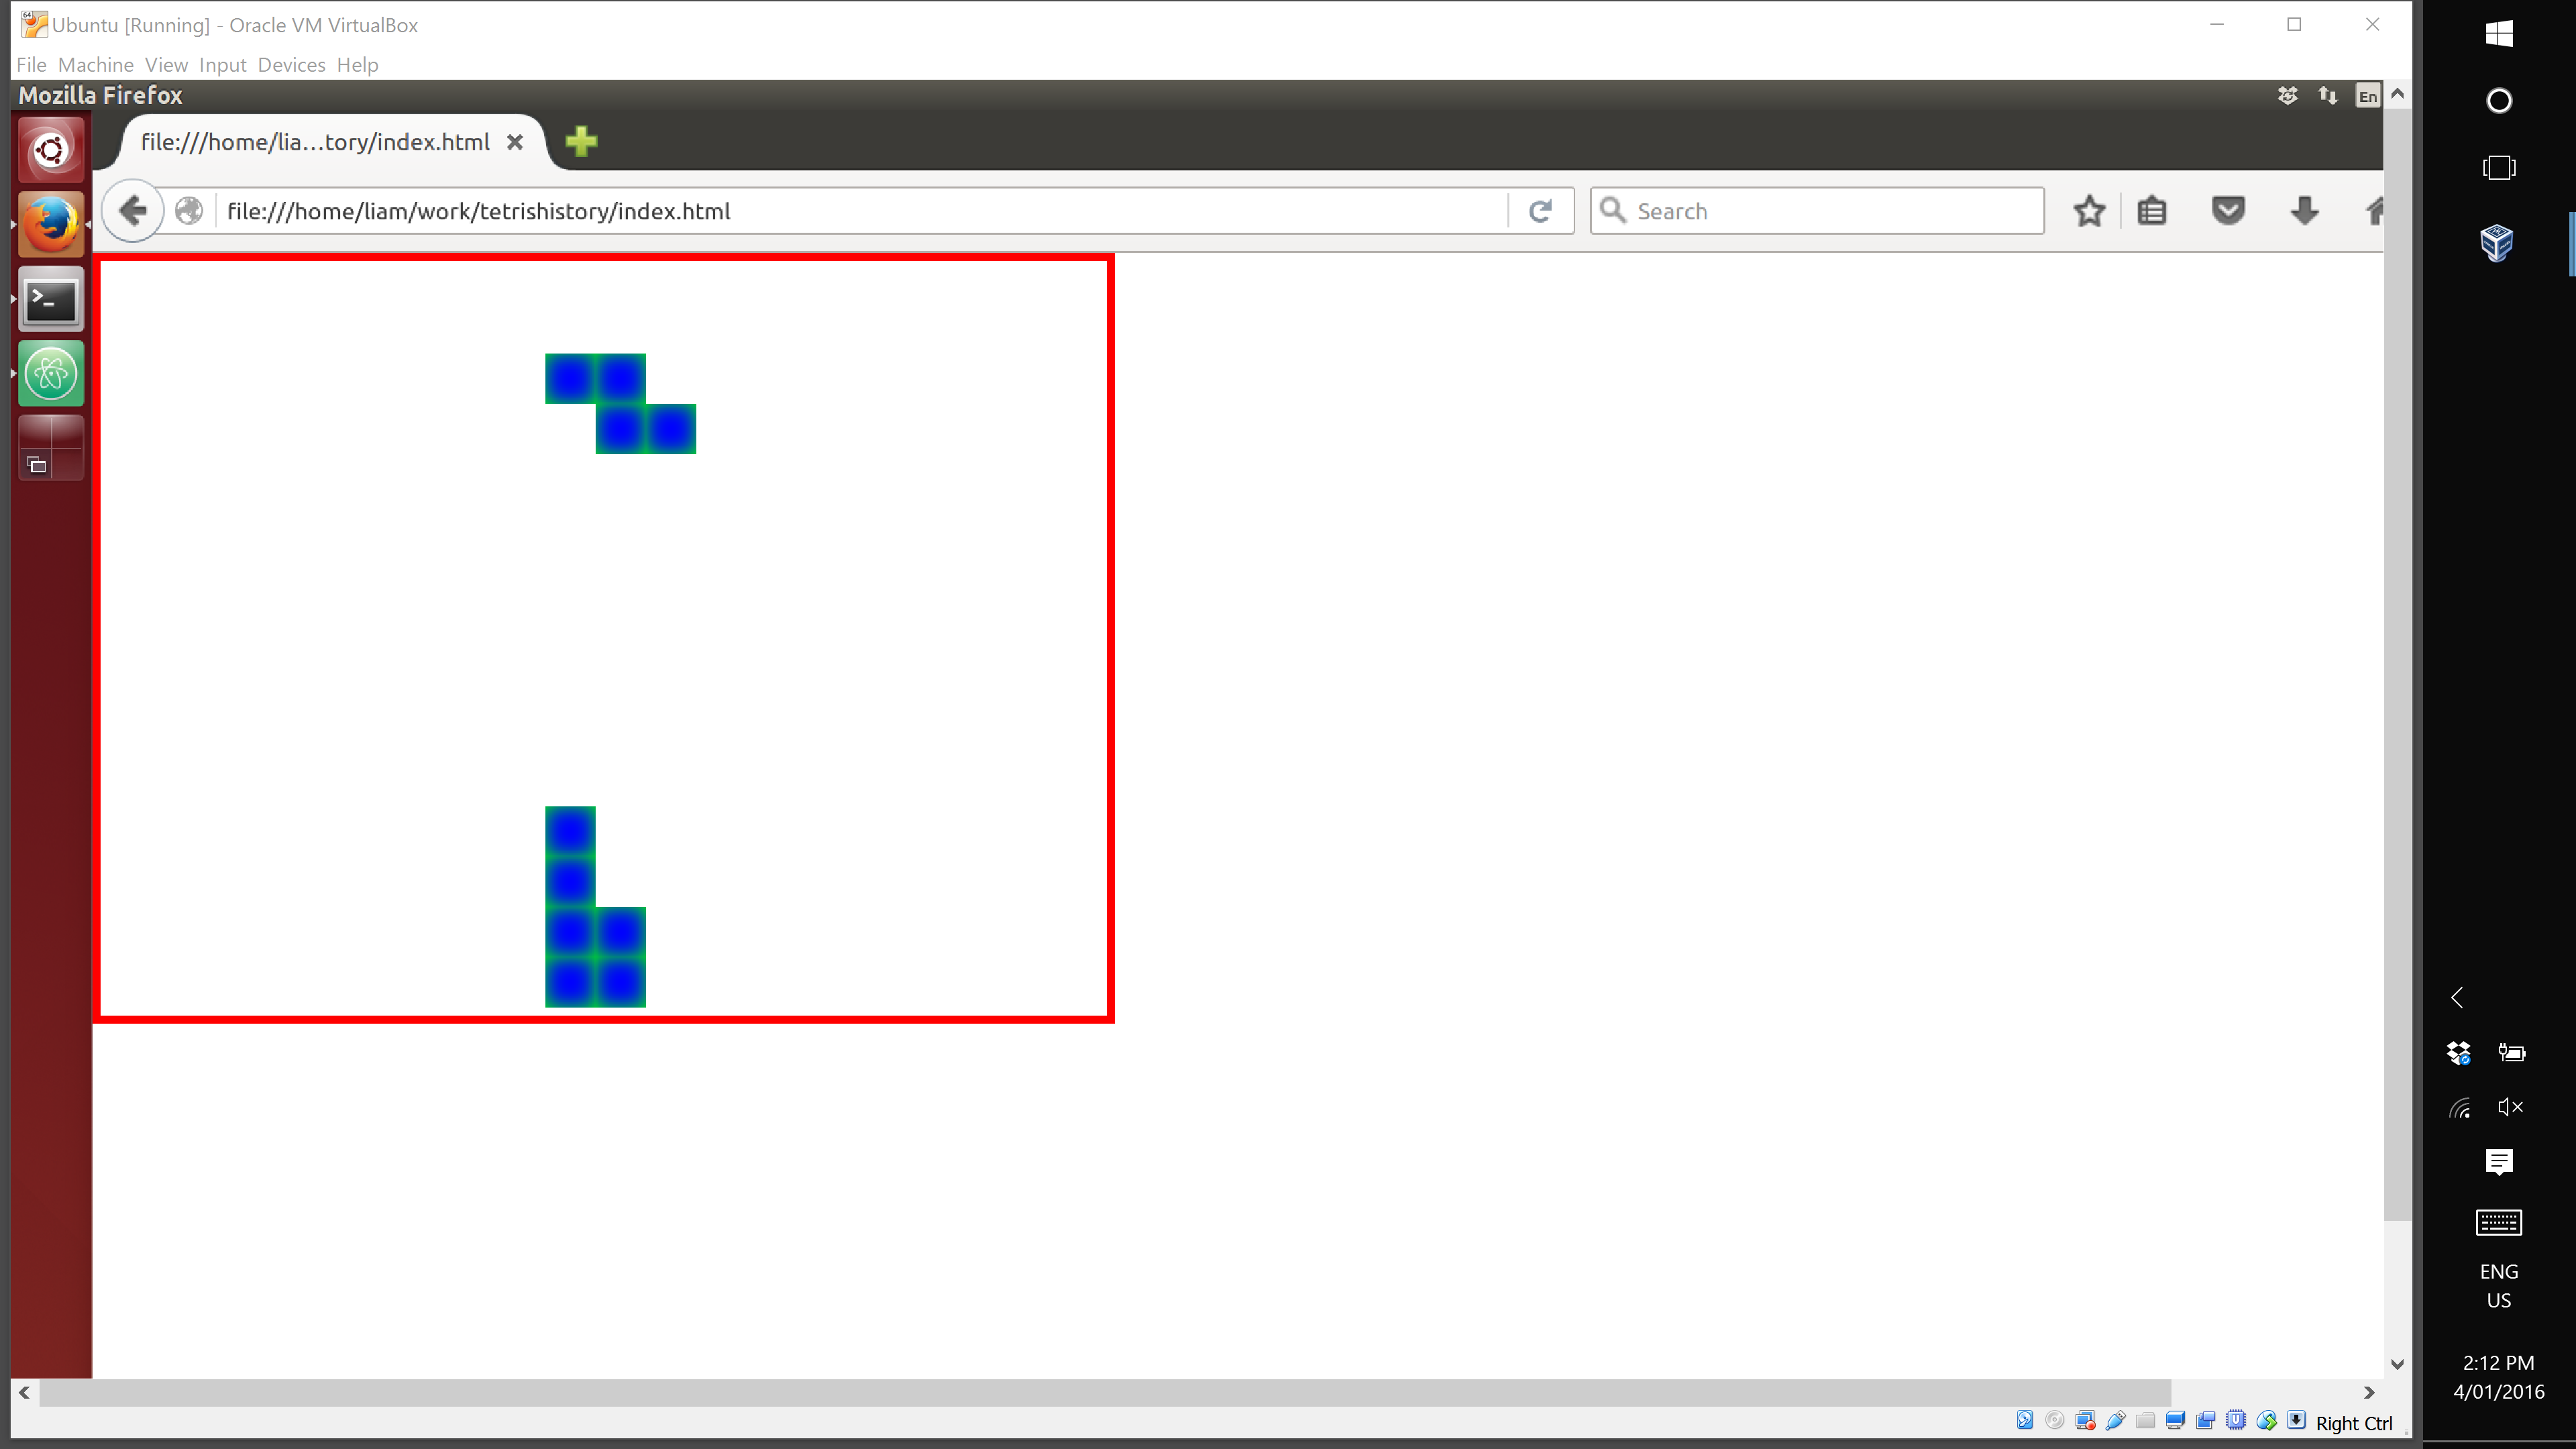 Ubuntu [Running] - Oracle VM VirtualBox
File Machine View Input Devices Help
Mozilla Firefox
En
file:///home/lia...tory/index.html
file:///home/liam/work/tetrishistory/index.html
Search
ENG
US
2:12 PM
4/01/2016
Right Ctrl